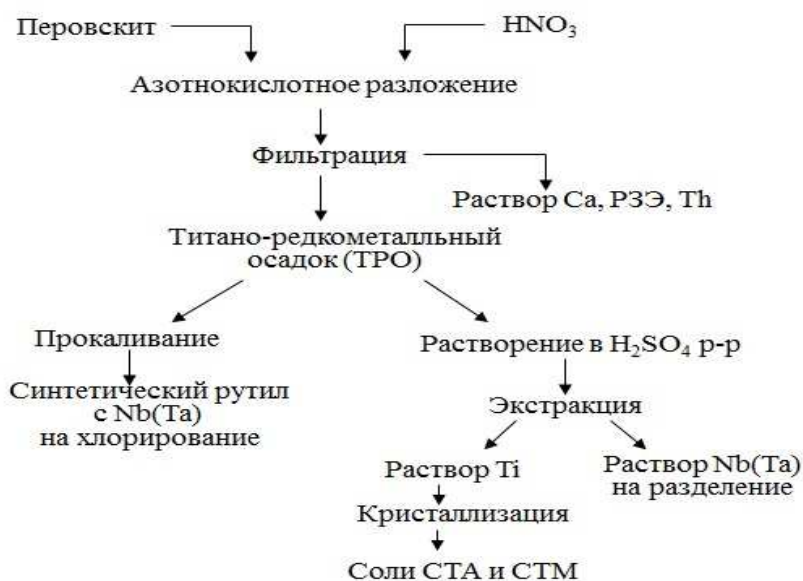 Перовскит
HNO3
Азотнокислотное разложение
Фильтрация
Раствор Ca, РЗЭ, Th
Титано-редкометалльный
осадок (ТРО)
Прокаливание
Растворение в H2SO4 р-р
Синтетический рутил
с Nb(Ta)
на хлорирование
Экстракция
Раствор Ti
Раствор Nb(Ta)
на разделение
Кристаллизация
Соли СТА и СТМ